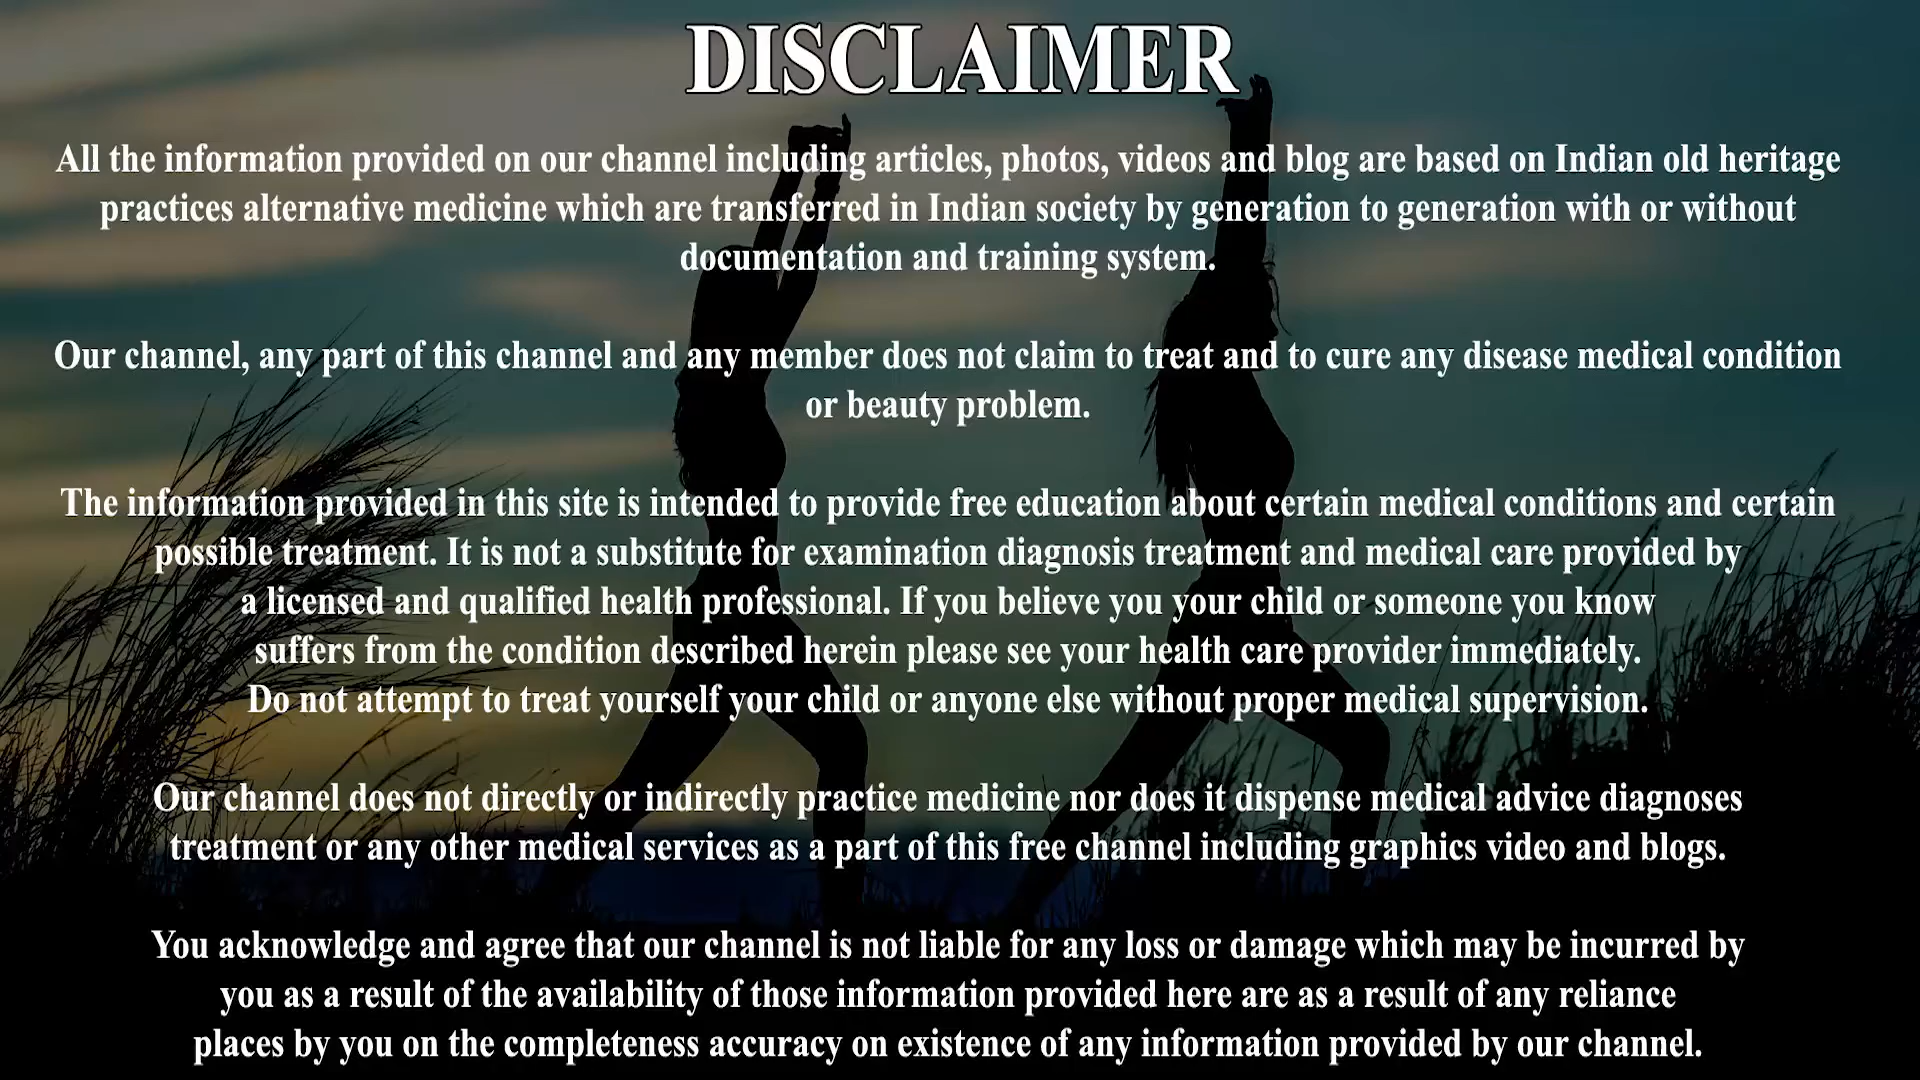 DISCLAIMER
All the information provided on our channel including articles, photos, videos and blog are based on Indian old heritage
practices alternative medicine which are transferred in Indian society by generation to generation with or without
documentation and training system.
Our channel, any part of this channel and any member does not claim to treat and to cure any disease medical condition
or beauty problem.
The information provided in this site is intended to provide free education about certain medical conditions and certain
possible treatment. It is not a substitute for examination diagnosis treatment and medical care provided by
a licensed and qualified health professional. If you believe you your child or someone you know
suffers from the condition described herein please see your health care provider immediately.
Do not attempt to treat yourself your child or anyone else without proper medical supervision.
Our channel does not directly or indirectly practice medicine nor does it dispense medical advice diagnoses
treatment or any other medical services as a part of this free channel including graphics video and blogs.
You acknowledge and agree that our channel is not liable for any loss or damage which may be incurred by
you as a result of the availability of those information provided here are as a result of any reliance
places by you on the completeness accuracy on existence of any information provided by our channel.